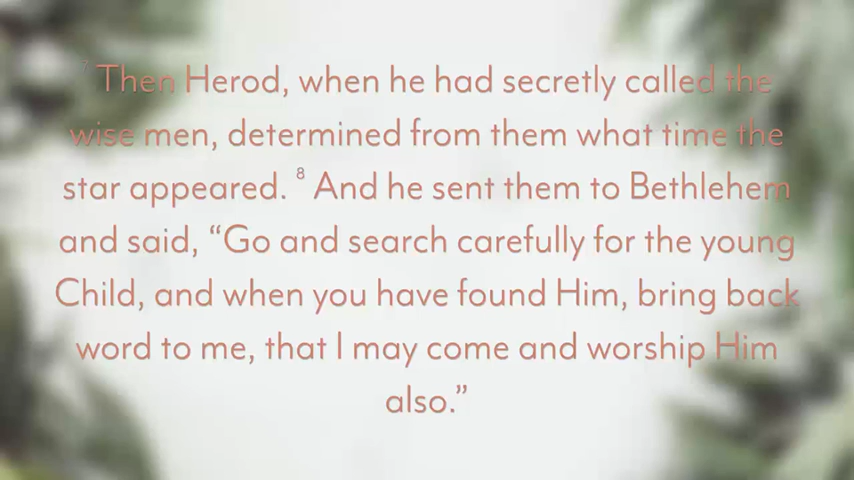 7 Then Herod, when he had secretly called the
wise men, determined from them what time the
star appeared. 8 And he sent them to Bethlehem
and said, “Go and search carefully for the young
Child, and when you have found Him, bring back
word to me, that I may come and worship Him
also.”